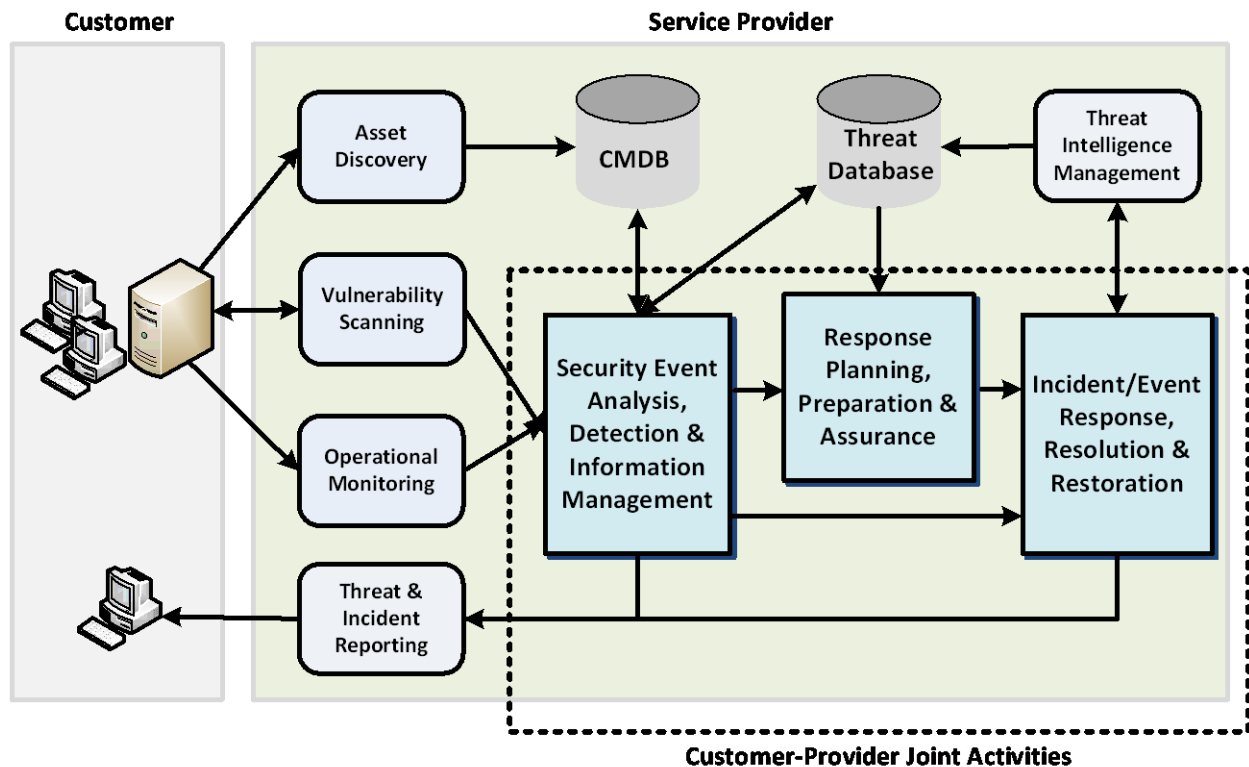 Customer
Service Provider
Asset
Discovery
CMDB
Threat
Database
Threat
Intelligence
Management
Vulnerability
Scanning
Security Event
Analysis,
Detection &
Information
Management
Response
Planning,
Preparation &
Assurance
Incident/Event
Response,
Resolution &
Restoration
Operational
Monitoring
Threat &
Incident
Reporting
Customer-Provider Joint Activities